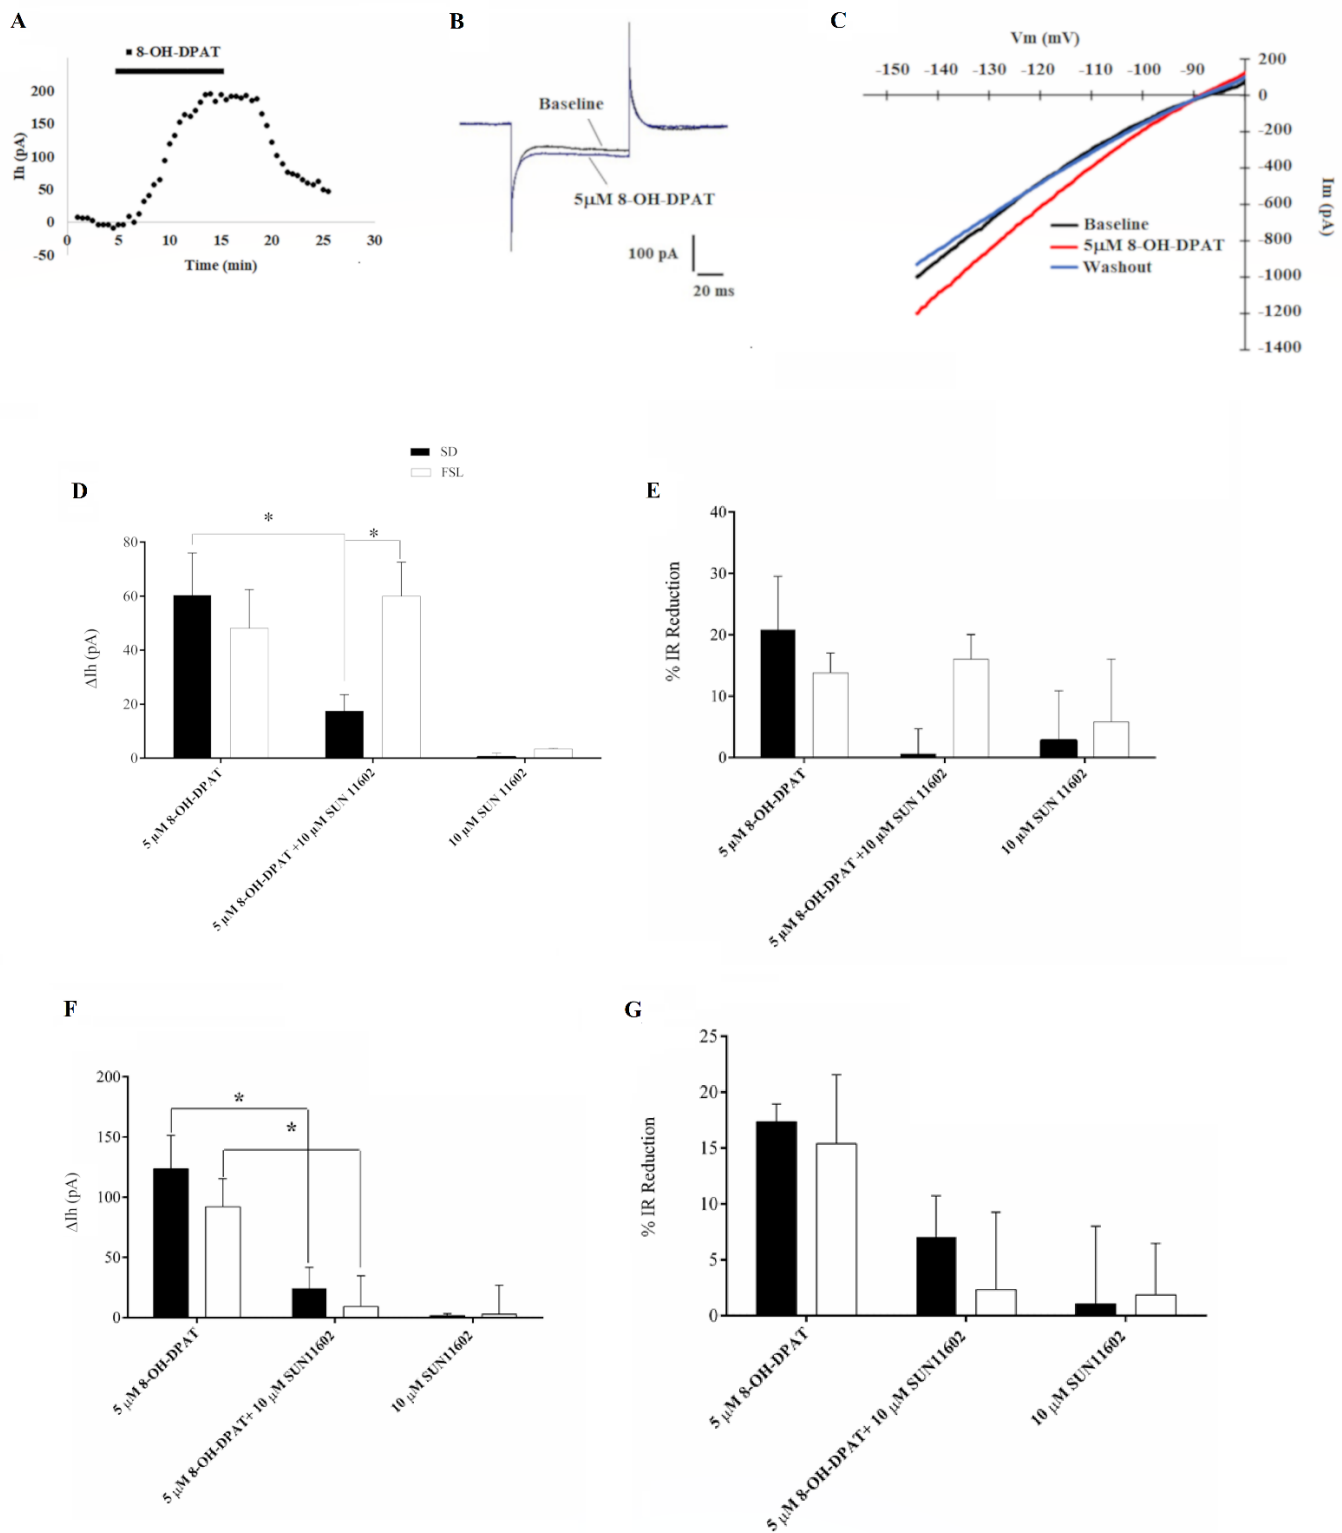 A
B
C
8-OH-DPAT
Ih (pA)
200
150
100
50
0
-50
0
5
10
15
20
25
30
Time (min)
Baseline
5μM 8-OH-DPAT
100 pA
20 ms
Vm (mV)
-150
-140
-130
-120
-110
-100
-90
200
0
-200
-400
-600
-800
-1000
-1200
-1400
Im (pA)
Baseline
5μM 8-OH-DPAT
Washout
SD
FSL
D
ΔIh (pA)
80
60
40
20
0
*
*
5 μM 8-OH-DPAT
5 μM 8-OH-DPAT +10 μM SUN 11602
10 μM SUN 11602
E
% IR Reduction
40
30
20
10
0
5 μM 8-OH-DPAT
5 μM 8-OH-DPAT +10 μM SUN 11602
10 μM SUN 11602
F
ΔIh (pA)
200
150
100
50
0
*
*
5 μM 8-OH-DPAT
5 μM 8-OH-DPAT+ 10 μM SUN11602
10 μM SUN11602
G
% IR Reduction
25
20
15
10
5
0
5 μM 8-OH-DPAT
5 μM 8-OH-DPAT+ 10 μM SUN11602
10 μM SUN11602